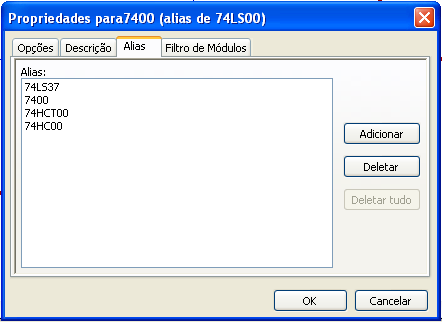 Propriedades para7400 (alias de 74LS00)
Opções Descrição Alias Filtro de Módulos
Alias:
74LS37
7400
74HCT00
74HC00
Adicionar
Deletar
Deletar tudo
OK Cancelar